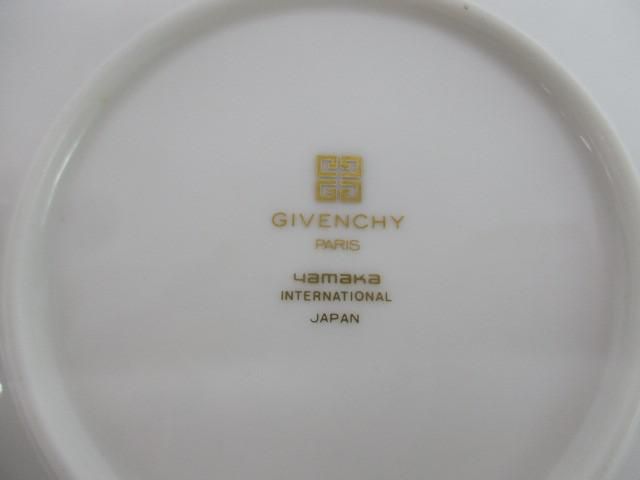 GIVENCHY
PARIS
yamaka
INTERNATIONAL
JAPAN